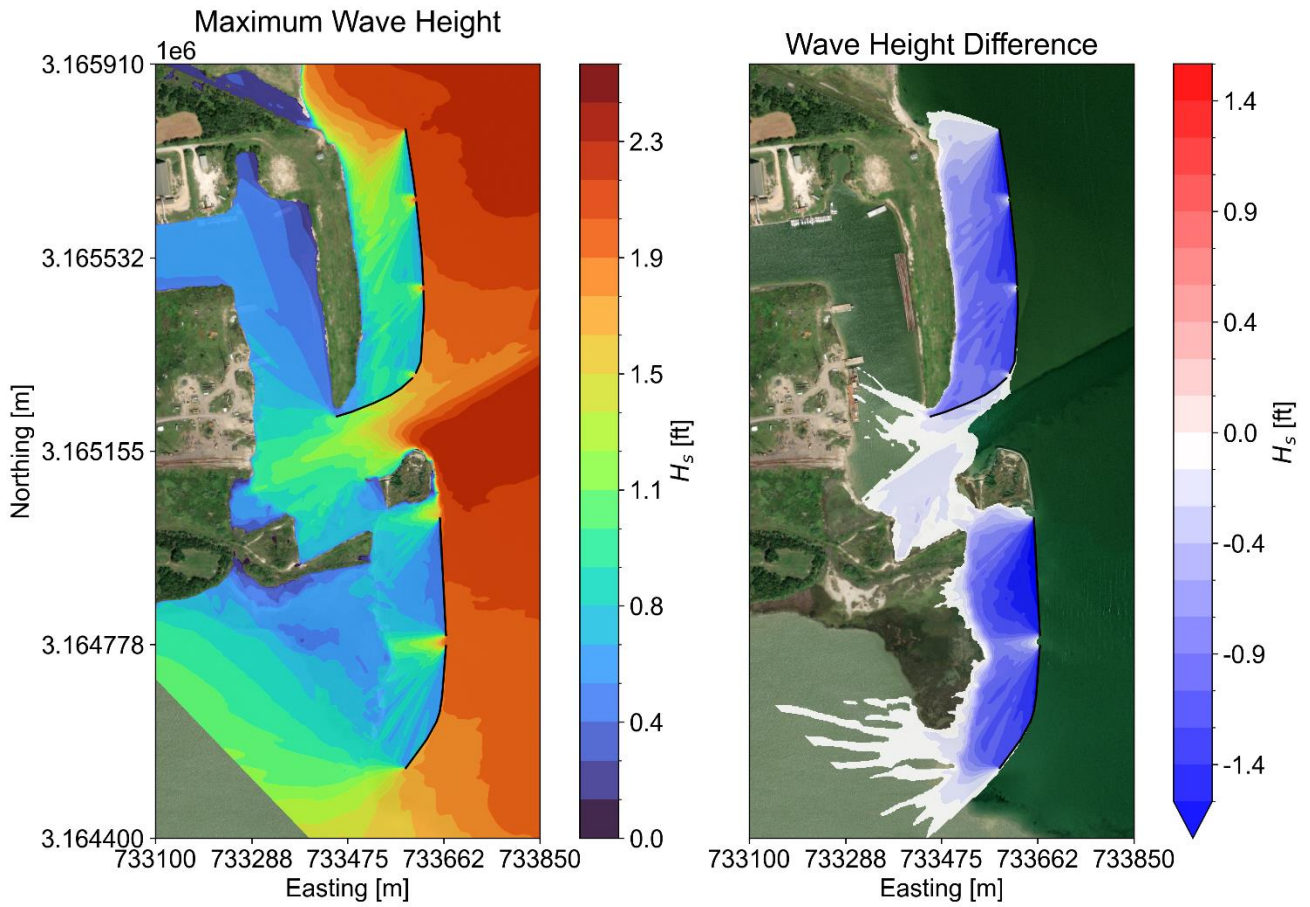 Maximum Wave Height
Wave Height Difference
1e6
3.165910
3.165532
3.165155
3.164778
3.164400
Northing [m]
733100 733288 733475 733662 733850
Easting [m]
2.3
1.9
1.5
1.1
0.8
0.4
0.0
H_s [ft]
733100 733288 733475 733662 733850
Easting [m]
1.4
0.9
0.4
0.0
-0.4
-0.9
-1.4
H_s [ft]